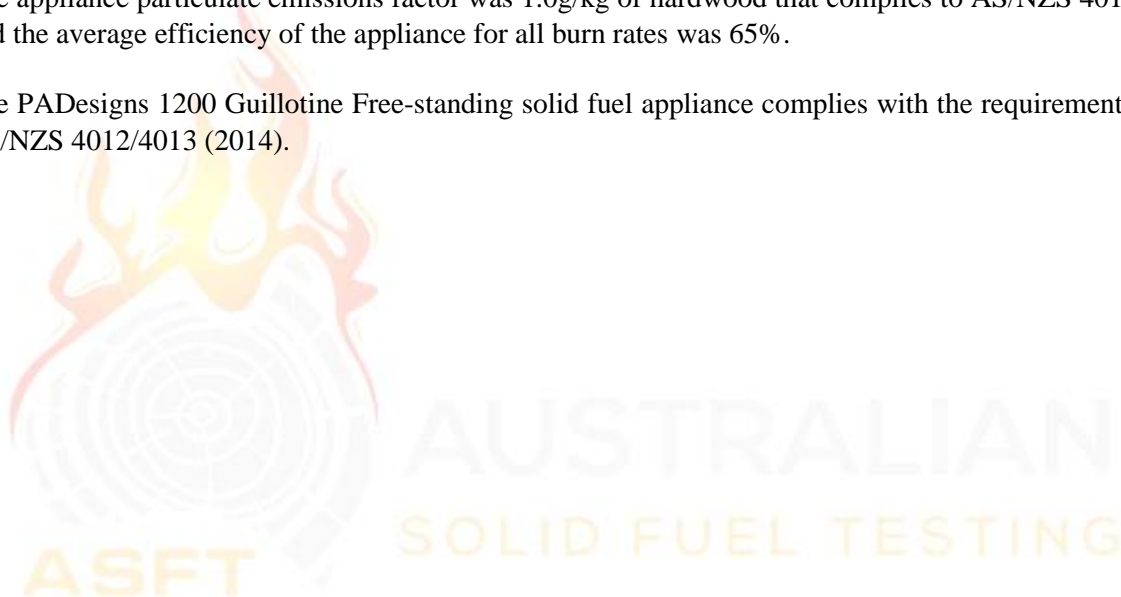 e appliance particulate emissions factor was 1.0g/kg of hardwood that complies to AS/NZS 401
d the average efficiency of the appliance for all burn rates was 65%.
e PADesigns 1200 Guillotine Free-standing solid fuel appliance complies with the requirement
/NZS 4012/4013 (2014).
AUSTRALIAN
SOLID FUEL TESTING
ASFT